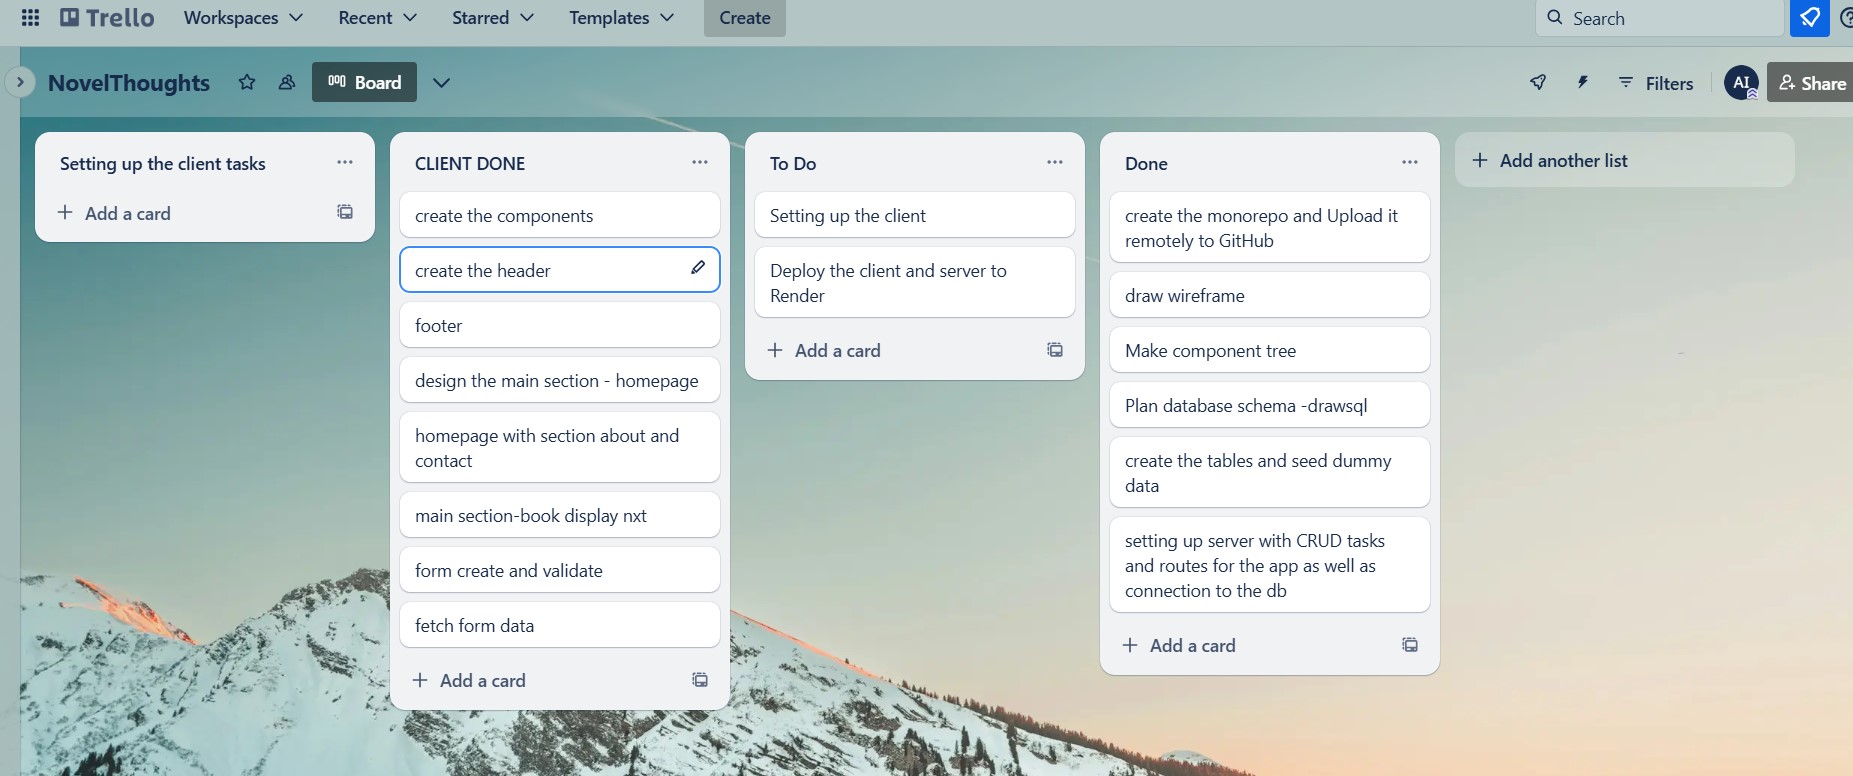 Trello
Workspaces
Recent
Starred
Templates
Create
Search
NovelThoughts
Board
Filters
AI
Share
Setting up the client tasks
Add a card
CLIENT DONE
create the components
create the header
footer
design the main section - homepage
homepage with section about and
contact
main section-book display nxt
form create and validate
fetch form data
Add a card
To Do
Setting up the client
Deploy the client and server to
Render
Add a card
Done
create the monorepo and Upload it
remotely to GitHub
draw wireframe
Make component tree
Plan database schema -drawsql
create the tables and seed dummy
data
setting up server with CRUD tasks
and routes for the app as well as
connection to the db
Add a card
Add another list